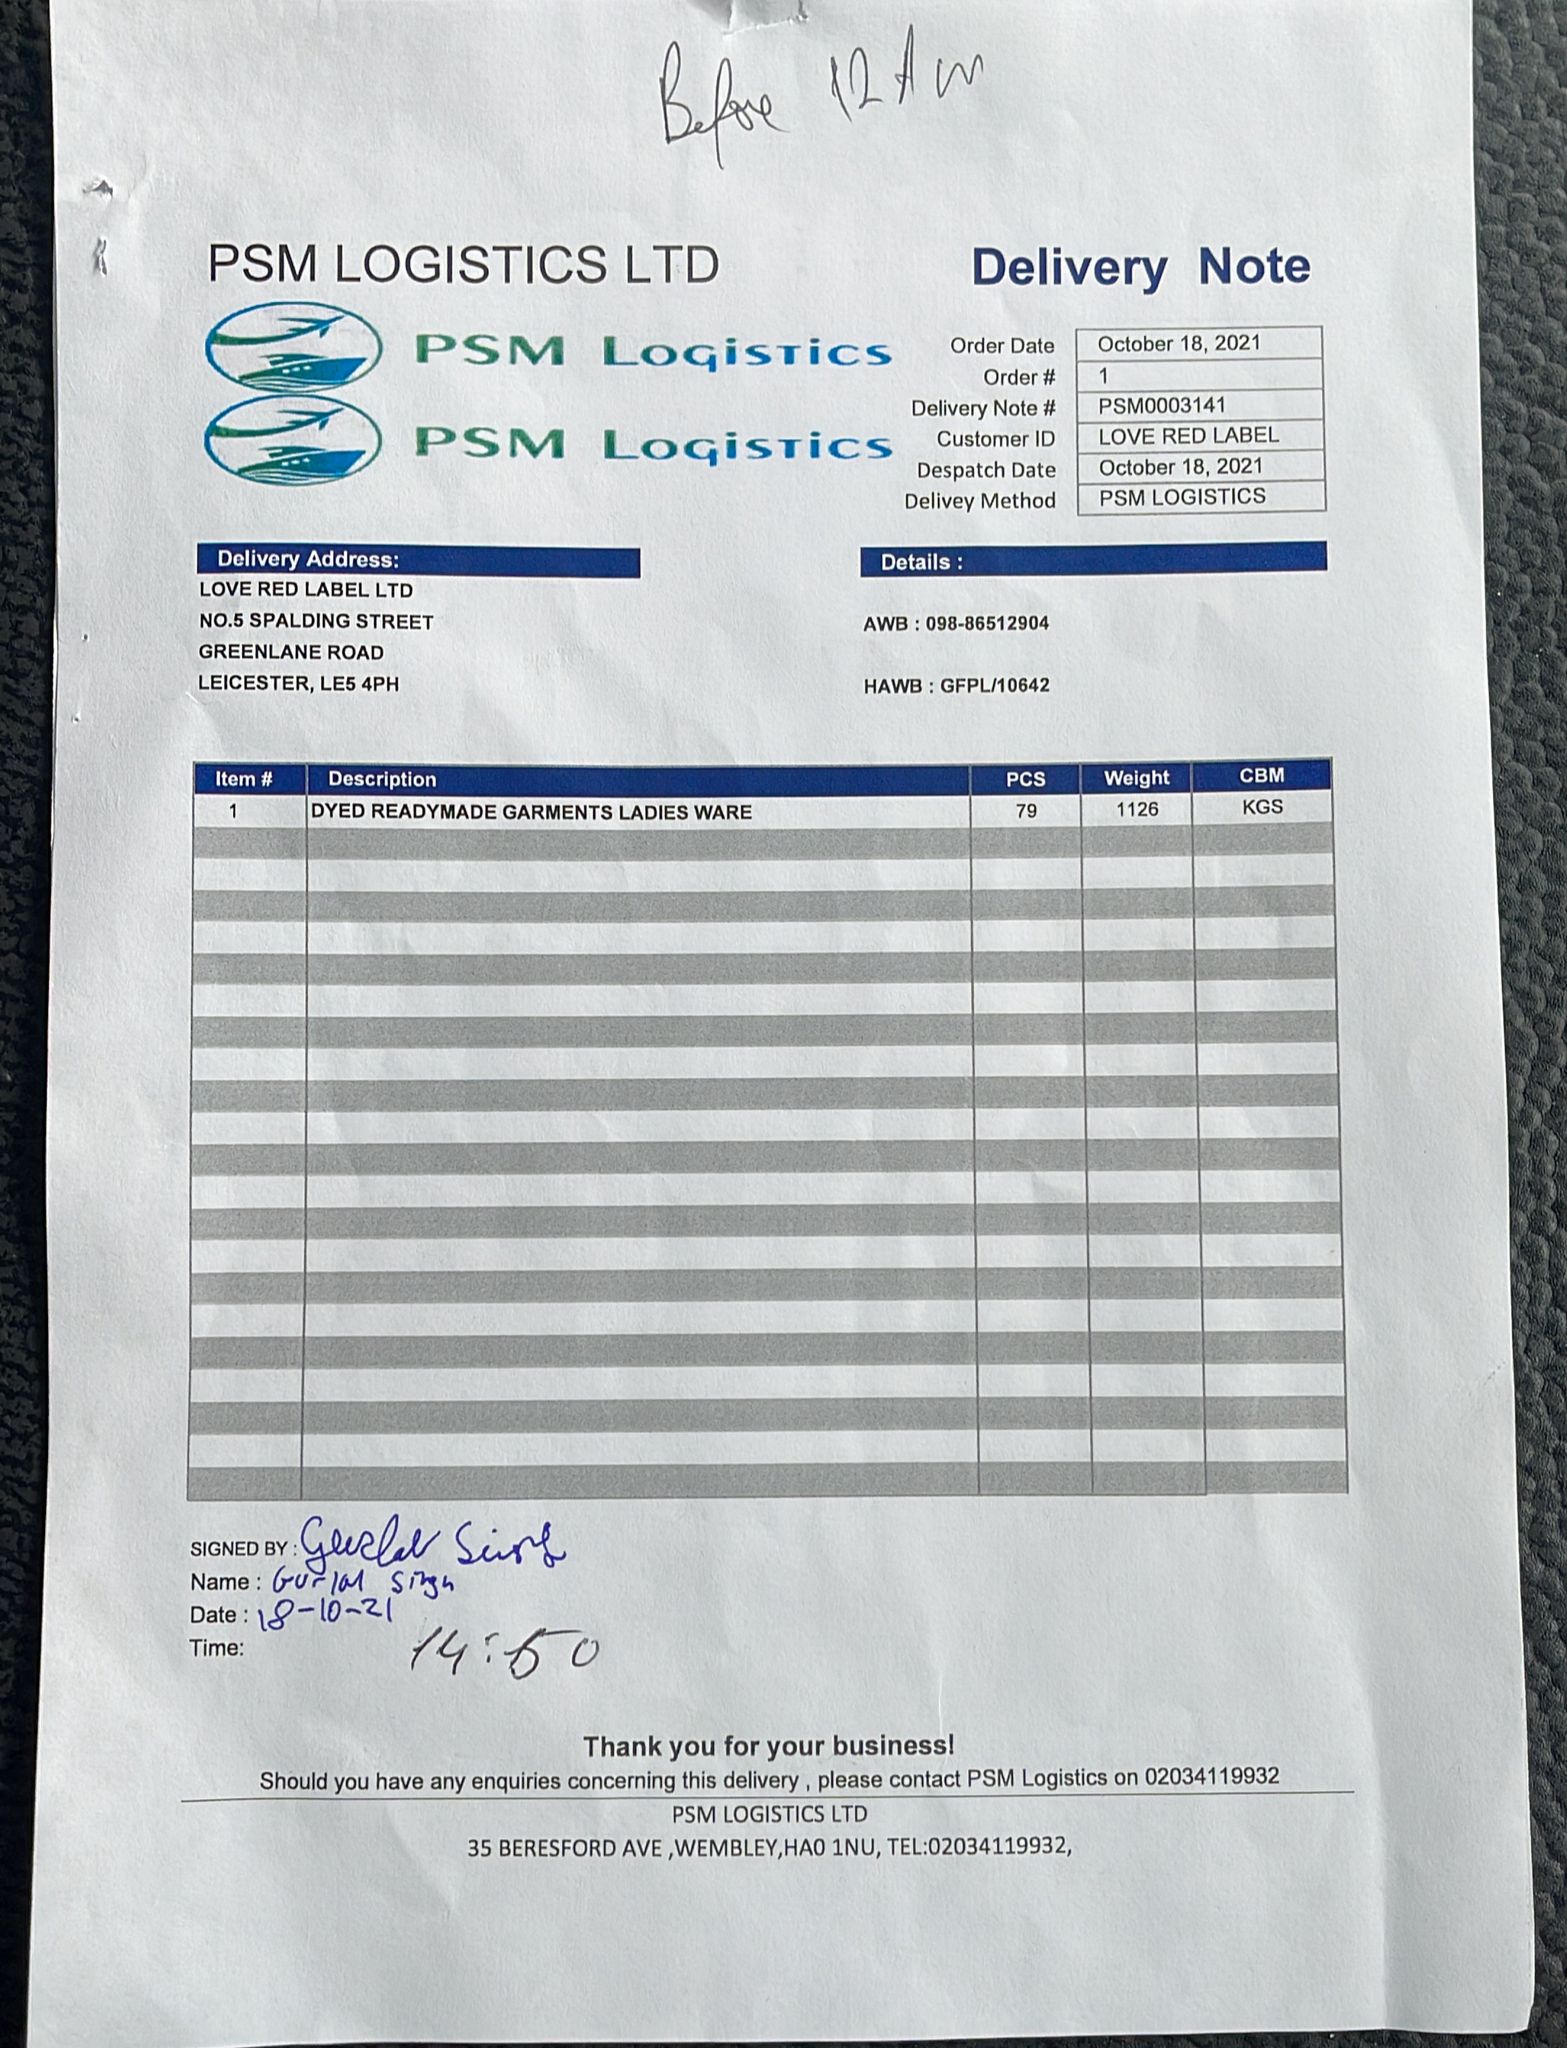 Before 12 Am
PSM LOGISTICS LTD
Delivery Note
PSM Logistics
PSM Logistics
Order Date October 18, 2021
Order # 1
Delivery Note # PSM0003141
Customer ID LOVE RED LABEL
Despatch Date October 18, 2021
Delivey Method PSM LOGISTICS
Delivery Address:
LOVE RED LABEL LTD
NO.5 SPALDING STREET
GREENLANE ROAD
LEICESTER, LE5 4PH
Details :
AWB : 098-86512904
HAWB : GFPL/10642
Item # Description PCS Weight CBM
1 DYED READYMADE GARMENTS LADIES WARE 79 1126 KGS
SIGNED BY :
Name : Gurlal Singh
Date : 18-10-21
Time: 14:50
Thank you for your business!
Should you have any enquiries concerning this delivery , please contact PSM Logistics on 02034119932
PSM LOGISTICS LTD
35 BERESFORD AVE ,WEMBLEY,HA0 1NU, TEL:02034119932,